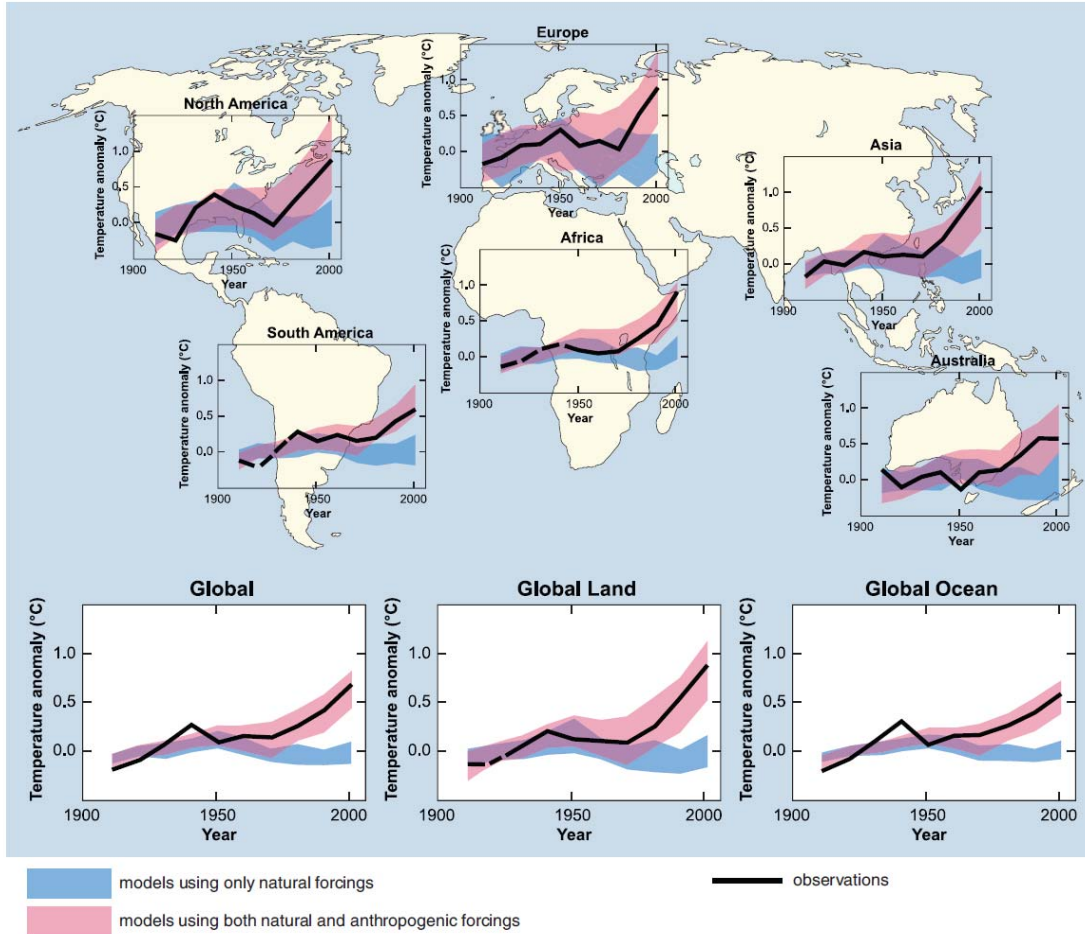 Europe
Temperature anomaly (°C)
1.0
0.5
0.0
1900
1950
2000
Year
North America
Temperature anomaly (°C)
1.0
0.5
0.0
1900
1950
2000
Year
Asia
Temperature anomaly (°C)
1.0
0.5
0.0
1900
1950
2000
Year
Africa
Temperature anomaly (°C)
1.0
0.5
0.0
1900
1950
2000
Year
South America
Temperature anomaly (°C)
1.0
0.5
0.0
1900
1950
2000
Year
Australia
Temperature anomaly (°C)
1.0
0.5
0.0
1900
1950
2000
Year
Global
Temperature anomaly (°C)
1.0
0.5
0.0
1900
1950
2000
Year
Global Land
Temperature anomaly (°C)
1.0
0.5
0.0
1900
1950
2000
Year
Global Ocean
Temperature anomaly (°C)
1.0
0.5
0.0
1900
1950
2000
Year
models using only natural forcings
observations
models using both natural and anthropogenic forcings